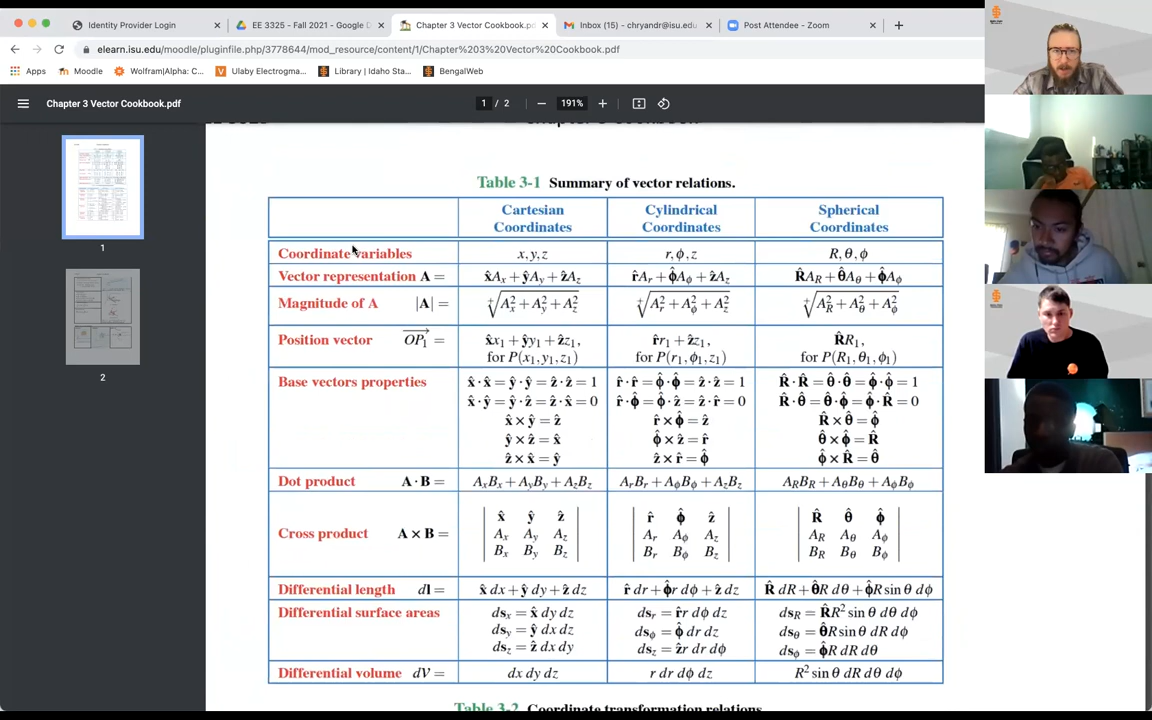 Identity Provider Login
EE 3325 - Fall 2021 - Google D
Chapter 3 Vector Cookbook.pd
Inbox (15) - chryandr@isu.edu
Post Attendee - Zoom
elearn.isu.edu/moodle/pluginfile.php/3778644/mod_resource/content/1/Chapter%203%20Vector%20Cookbook.pdf
Apps
Moodle
Wolfram|Alpha: C...
Ulaby Electrogma...
Library | Idaho Sta...
BengalWeb
Chapter 3 Vector Cookbook.pdf
1 / 2
191%
1
2
Table 3-1 Summary of vector relations.
Cartesian Coordinates
Cylindrical Coordinates
Spherical Coordinates
Coordinate variables x, y, z r, ϕ, z R, θ, ϕ
Vector representation A = x̂Aₓ + ŷA_y + ẑA_z r̂A_r + ϕ̂A_ϕ + ẑA_z R̂A_R + θ̂A_θ + ϕ̂A_ϕ
Magnitude of A |A| = ⁺√(Aₓ² + A_y² + A_z²) ⁺√(A_r² + A_ϕ² + A_z²) ⁺√(A_R² + A_θ² + A_ϕ²)
Position vector OP₁→ = x̂x₁ + ŷy₁ + ẑz₁, r̂r₁ + ẑz₁, R̂R₁,
for P(x₁, y₁, z₁) for P(r₁, ϕ₁, z₁) for P(R₁, θ₁, ϕ₁)
Base vectors properties x̂ · x̂ = ŷ · ŷ = ẑ · ẑ = 1 r̂ · r̂ = ϕ̂ · ϕ̂ = ẑ · ẑ = 1 R̂ · R̂ = θ̂ · θ̂ = ϕ̂ · ϕ̂ = 1
x̂ · ŷ = ŷ · ẑ = ẑ · x̂ = 0 r̂ · ϕ̂ = ϕ̂ · ẑ = ẑ · r̂ = 0 R̂ · θ̂ = θ̂ · ϕ̂ = ϕ̂ · R̂ = 0
x̂ × ŷ = ẑ r̂ × ϕ̂ = ẑ R̂ × θ̂ = ϕ̂
ŷ × ẑ = x̂ ϕ̂ × ẑ = r̂ θ̂ × ϕ̂ = R̂
ẑ × x̂ = ŷ ẑ × r̂ = ϕ̂ ϕ̂ × R̂ = θ̂
Dot product A · B = AₓBₓ + A_yB_y + A_zB_z A_rB_r + A_ϕB_ϕ + A_zB_z A_RB_R + A_θB_θ + A_ϕB_ϕ
x̂ ŷ ẑ r̂ ϕ̂ ẑ R̂ θ̂ ϕ̂
Cross product A × B = Aₓ A_y A_z A_r A_ϕ A_z A_R A_θ A_ϕ
Bₓ B_y B_z B_r B_ϕ B_z B_R B_θ B_ϕ
Differential length dl = x̂ dx + ŷ dy + ẑ dz r̂ dr + ϕ̂r dϕ + ẑ dz R̂ dR + θ̂R dθ + ϕ̂R sin θ dϕ
Differential surface areas dsₓ = x̂ dy dz ds_r = r̂r dϕ dz ds_R = R̂R² sin θ dθ dϕ
ds_y = ŷ dx dz ds_ϕ = ϕ̂ dr dz ds_θ = θ̂R sin θ dR dϕ
ds_z = ẑ dx dy ds_z = ẑr dr dϕ ds_ϕ = ϕ̂R dR dθ
Differential volume dV = dx dy dz r dr dϕ dz R² sin θ dR dθ dϕ
Table 3-2 Coordinate transformation relations.